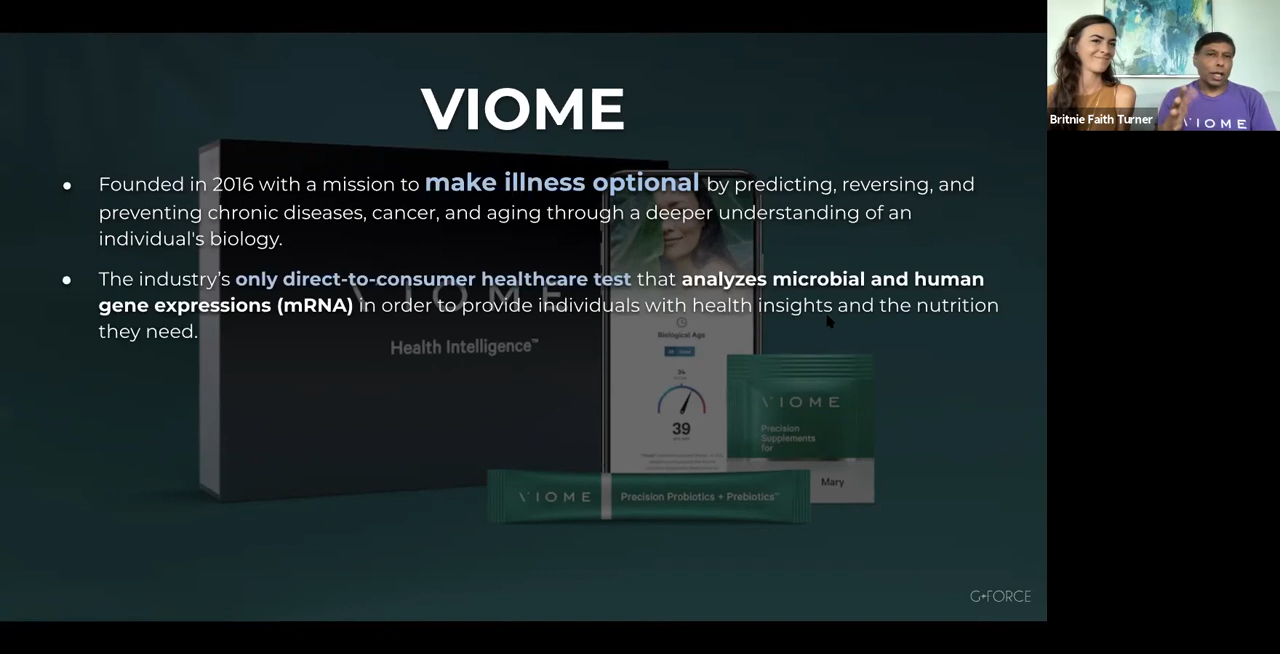 VIOME
● Founded in 2016 with a mission to make illness optional by predicting, reversing, and
preventing chronic diseases, cancer, and aging through a deeper understanding of an
individual's biology.
● The industry's only direct-to-consumer healthcare test that analyzes microbial and human
gene expressions (mRNA) in order to provide individuals with health insights and the nutrition
they need.
VIOME
Health Intelligence™
Biological Age
34
39
VIOME
Precision
Supplements
for
Mary
VIOME
Precision Probiotics + Prebiotics™
G+FORCE
Britnie Faith Turner
VIOME